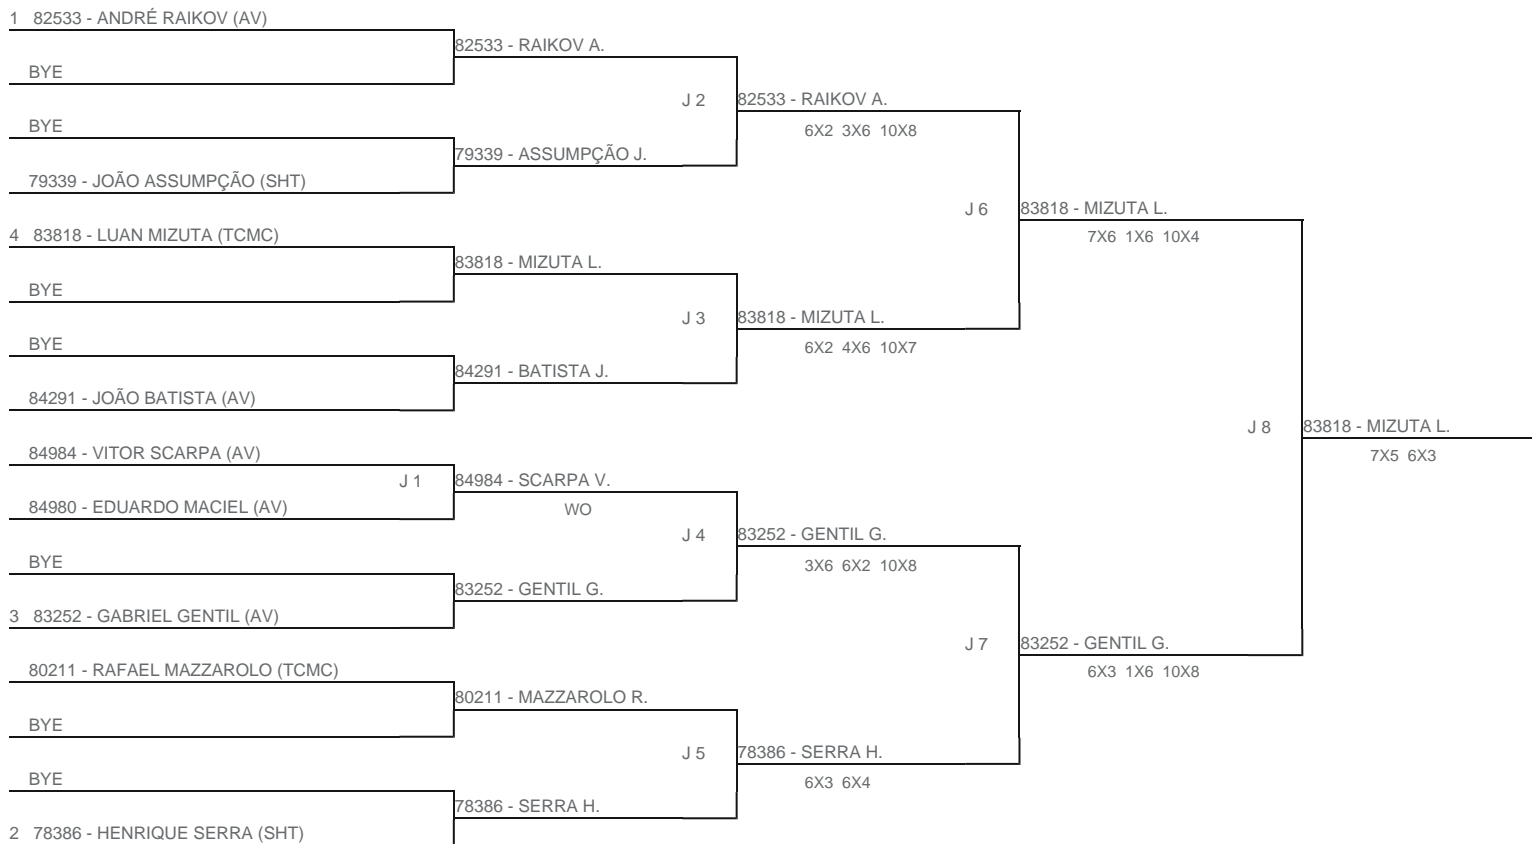 1 82533 - ANDRÉ RAIKOV (AV)
82533 - RAIKOV A.
BYE
J 2
82533 - RAIKOV A.
6X2 3X6 10X8
BYE
79339 - ASSUMPÇÃO J.
79339 - JOÃO ASSUMPÇÃO (SHT)
J 6
83818 - MIZUTA L.
7X6 1X6 10X4
4 83818 - LUAN MIZUTA (TCMC)
83818 - MIZUTA L.
BYE
J 3
83818 - MIZUTA L.
6X2 4X6 10X7
BYE
84291 - BATISTA J.
84291 - JOÃO BATISTA (AV)
J 8
83818 - MIZUTA L.
7X5 6X3
84984 - VITOR SCARPA (AV)
J 1
84984 - SCARPA V.
WO
84980 - EDUARDO MACIEL (AV)
J 4
83252 - GENTIL G.
3X6 6X2 10X8
BYE
83252 - GENTIL G.
3 83252 - GABRIEL GENTIL (AV)
J 7
83252 - GENTIL G.
6X3 1X6 10X8
80211 - RAFAEL MAZZAROLO (TCMC)
80211 - MAZZAROLO R.
BYE
J 5
78386 - SERRA H.
6X3 6X4
BYE
78386 - SERRA H.
2 78386 - HENRIQUE SERRA (SHT)